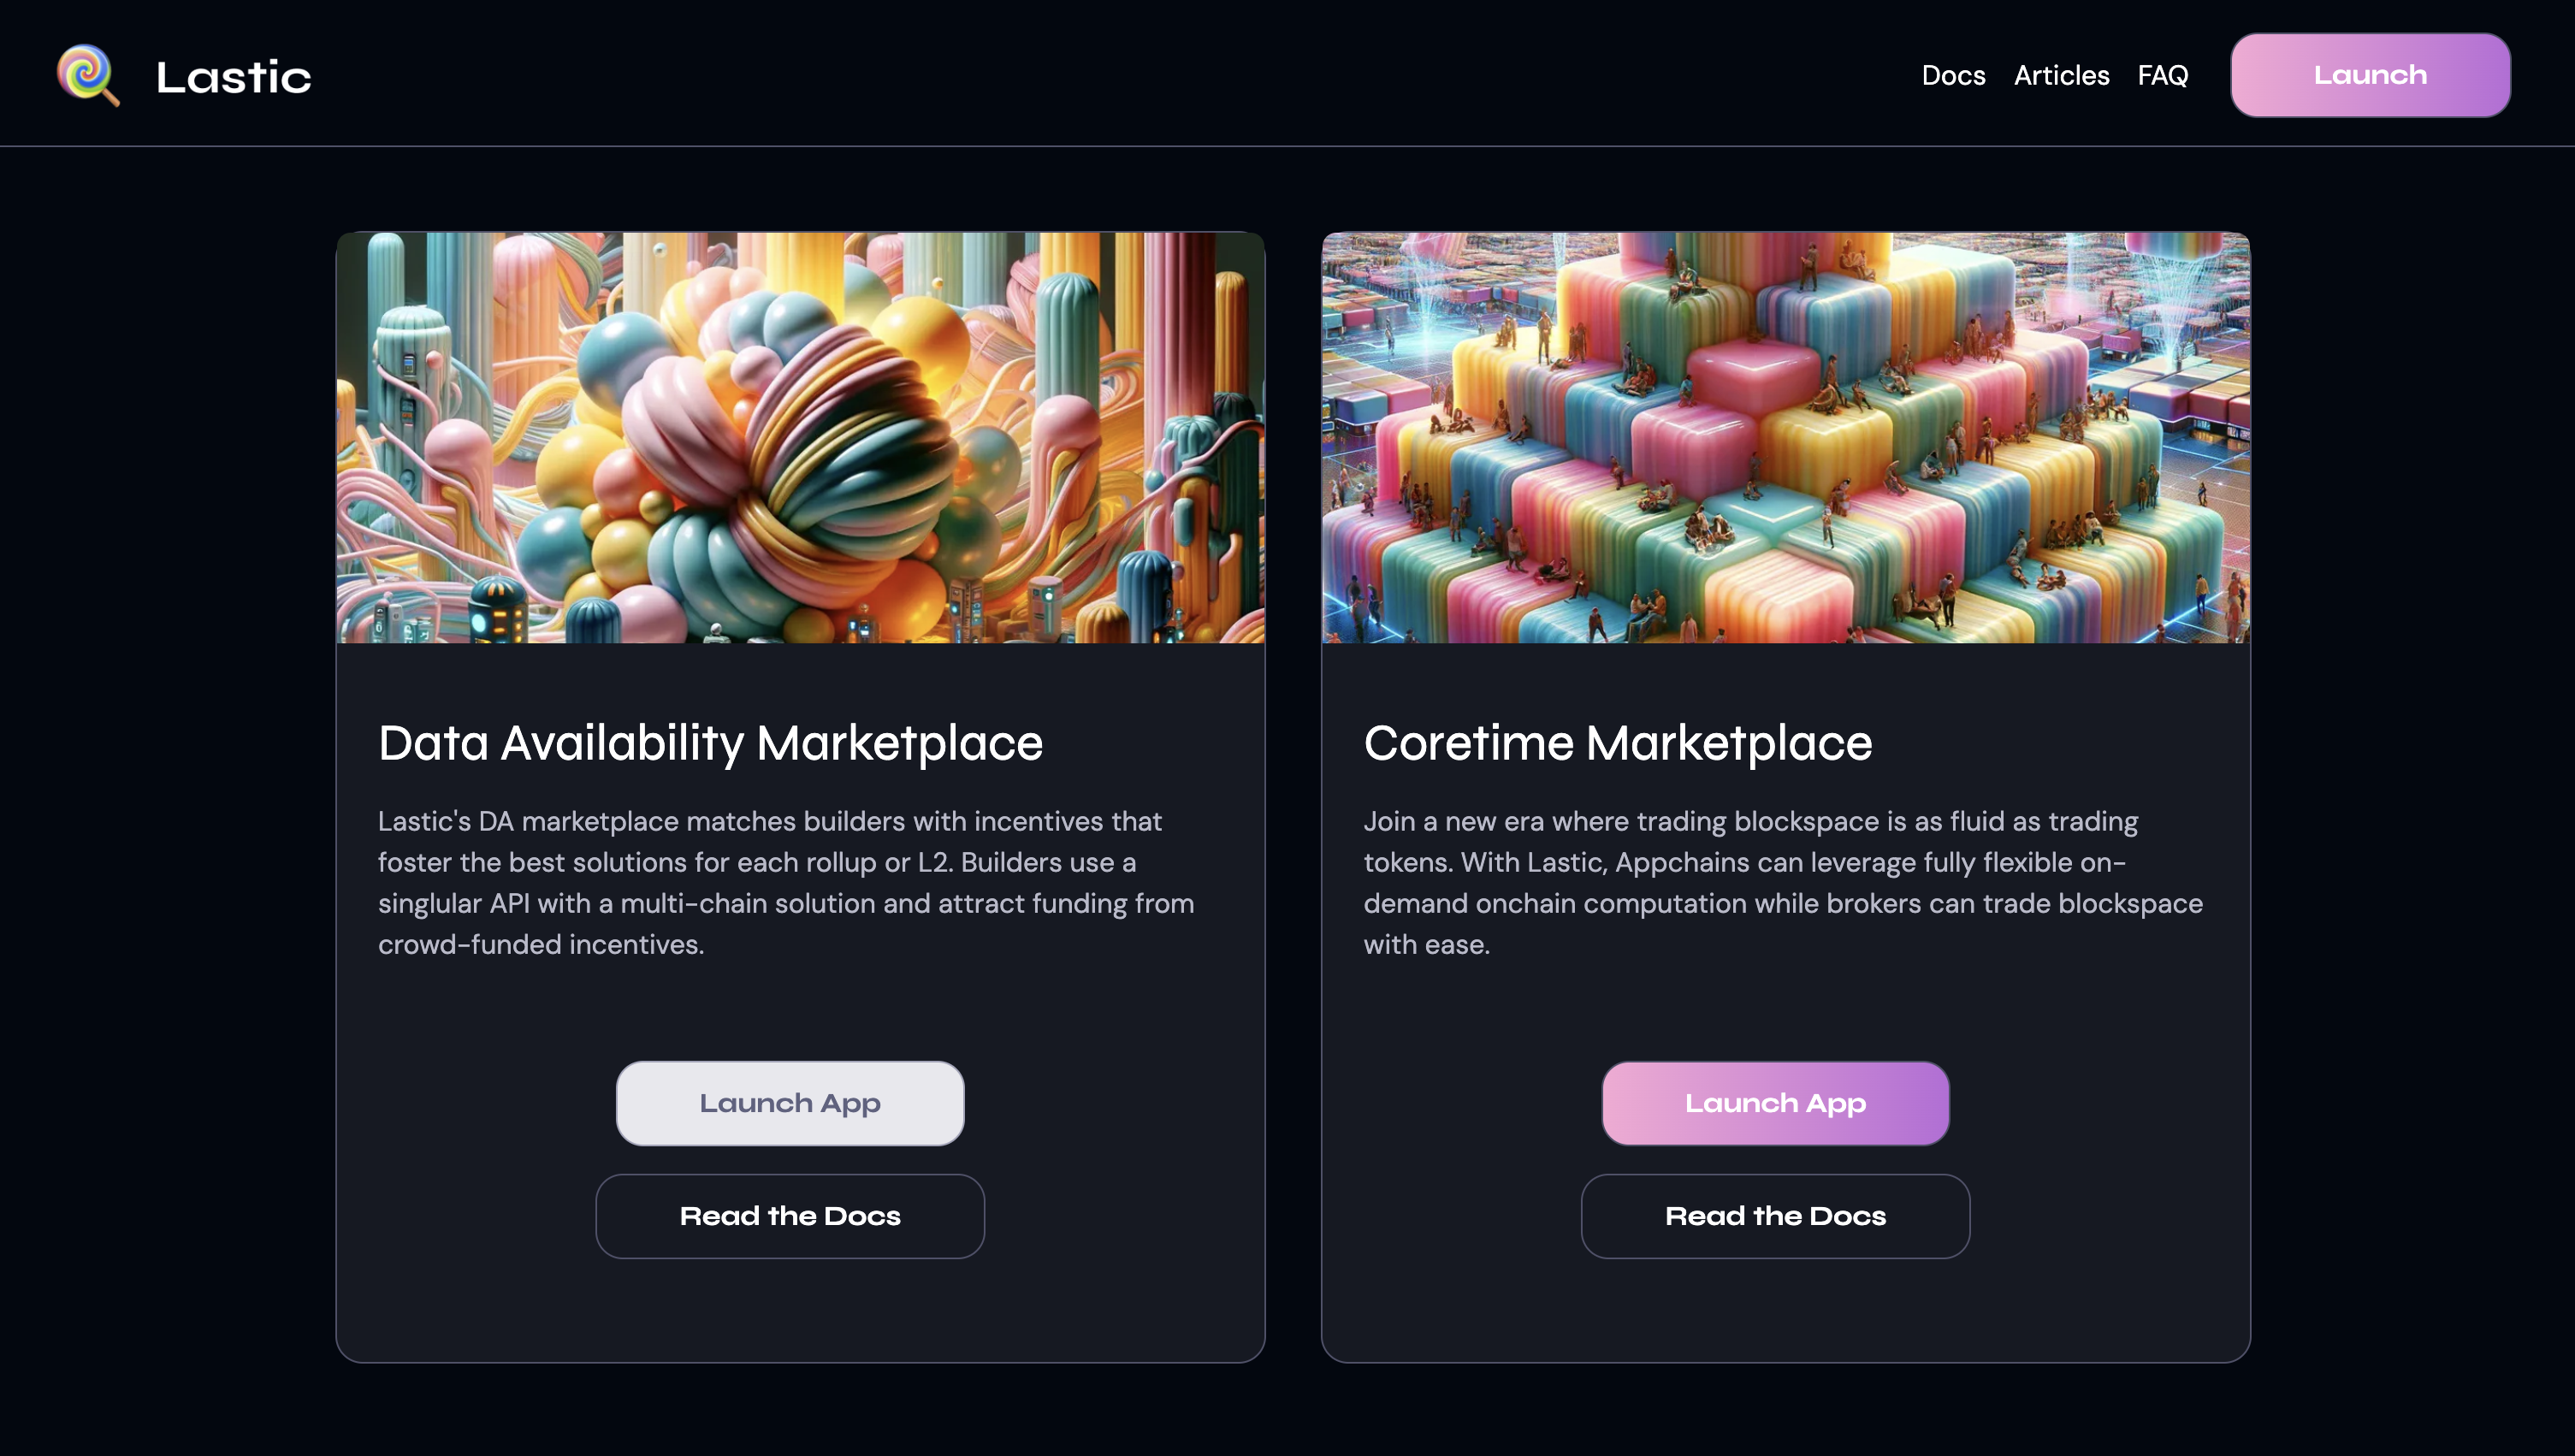 Lastic
Docs Articles FAQ Launch
Data Availability Marketplace
Lastic's DA marketplace matches builders with incentives that
foster the best solutions for each rollup or L2. Builders use a
singlular API with a multi-chain solution and attract funding from
crowd-funded incentives.
Launch App
Read the Docs
Coretime Marketplace
Join a new era where trading blockspace is as fluid as trading
tokens. With Lastic, Appchains can leverage fully flexible on-
demand onchain computation while brokers can trade blockspace
with ease.
Launch App
Read the Docs